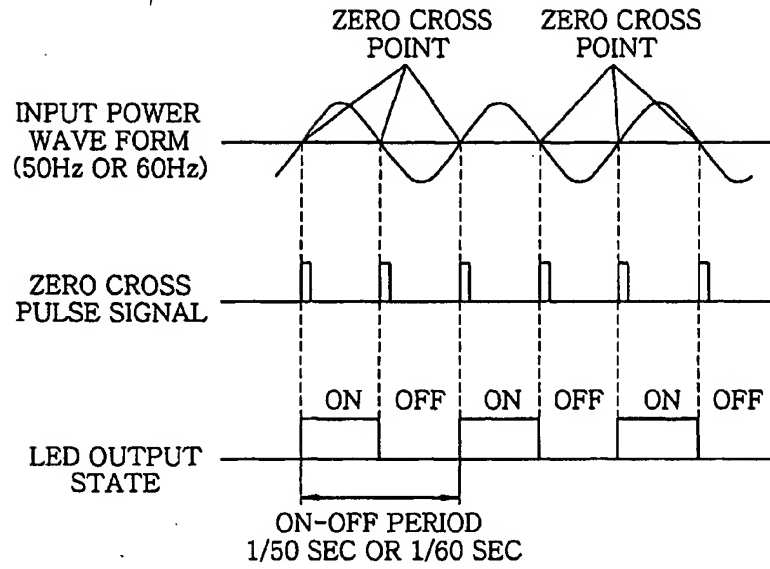 ZERO CROSS
POINT
ZERO CROSS
POINT
INPUT POWER
WAVE FORM
(50Hz OR 60Hz)
ZERO CROSS
PULSE SIGNAL
ON OFF ON OFF ON OFF
LED OUTPUT
STATE
ON-OFF PERIOD
1/50 SEC OR 1/60 SEC